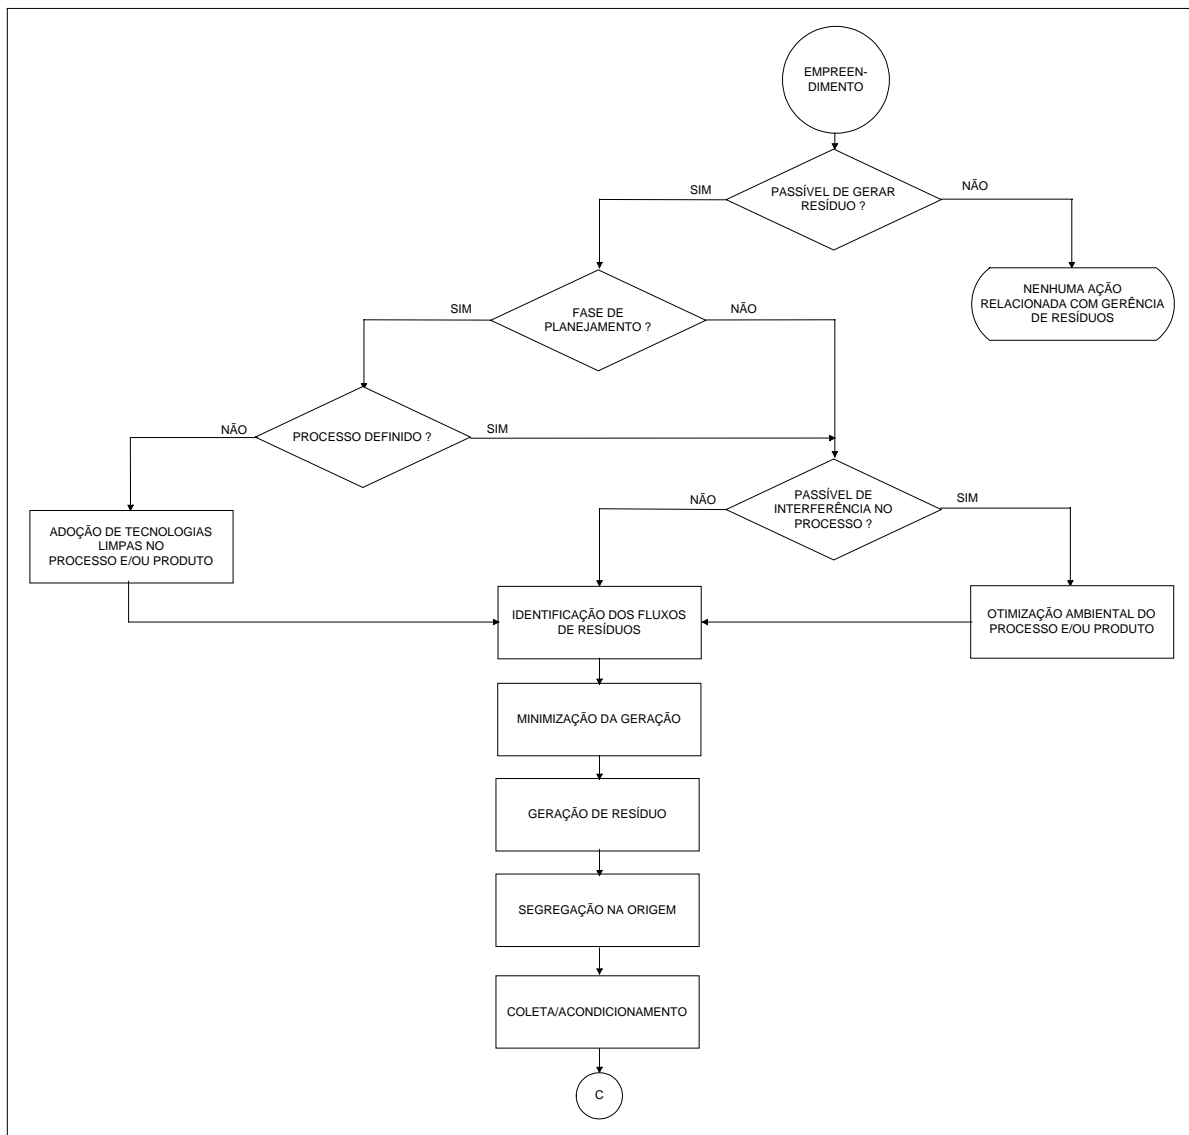 EMPREEN-
DIMENTO
SIM
PASSÍVEL DE GERAR
RESÍDUO ?
NÃO
NENHUMA AÇÃO
RELACIONADA COM GERÊNCIA
DE RESÍDUOS
SIM
FASE DE
PLANEJAMENTO ?
NÃO
NÃO
PROCESSO DEFINIDO ?
SIM
NÃO
PASSÍVEL DE
INTERFERÊNCIA NO
PROCESSO ?
SIM
ADOÇÃO DE TECNOLOGIAS
LIMPAS NO
PROCESSO E/OU PRODUTO
IDENTIFICAÇÃO DOS FLUXOS
DE RESÍDUOS
OTIMIZAÇÃO AMBIENTAL DO
PROCESSO E/OU PRODUTO
MINIMIZAÇÃO DA GERAÇÃO
GERAÇÃO DE RESÍDUO
SEGREGAÇÃO NA ORIGEM
COLETA/ACONDICIONAMENTO
C